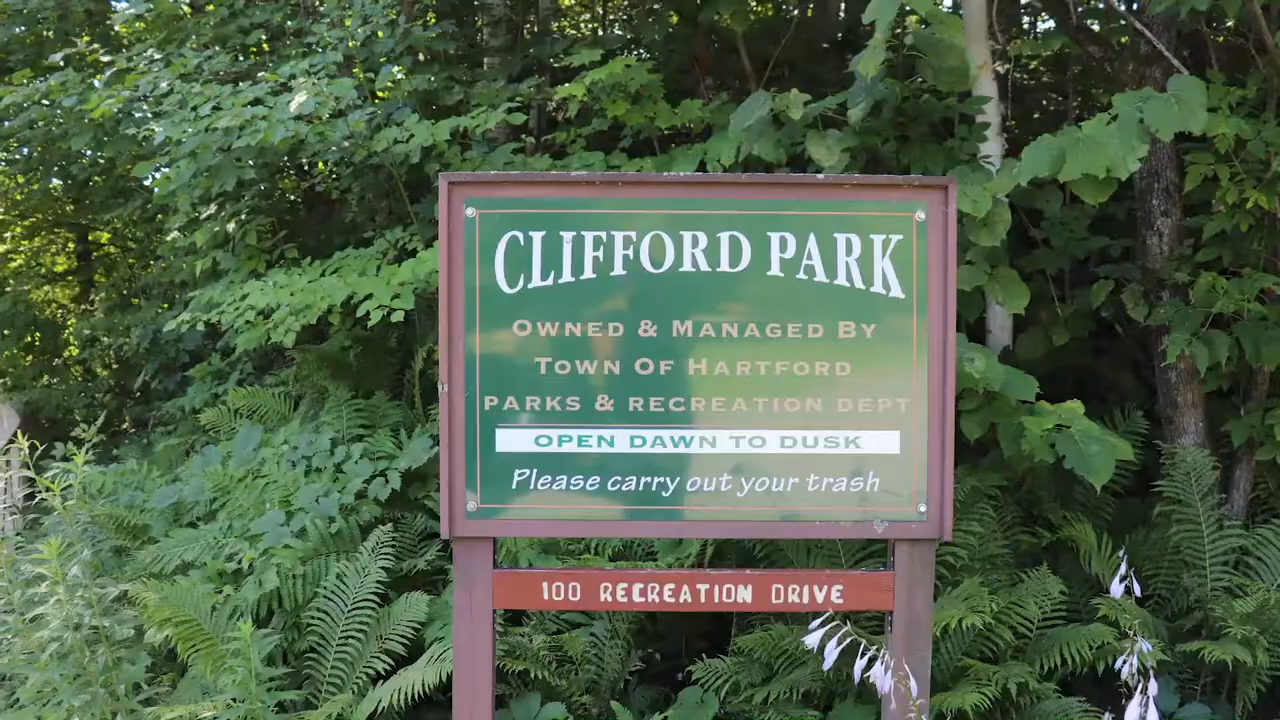 CLIFFORD PARK
OWNED & MANAGED BY
TOWN OF HARTFORD
PARKS & RECREATION DEPT
OPEN DAWN TO DUSK
Please carry out your trash
100 RECREATION DRIVE